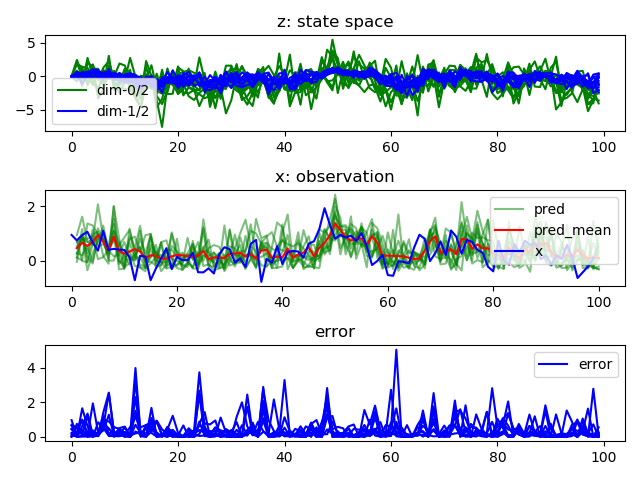 z: state space
5
0
−5
dim-0/2
dim-1/2
0 20 40 60 80 100
x: observation
2
0
pred
pred_mean
x
0 20 40 60 80 100
error
4
2
0
error
0 20 40 60 80 100